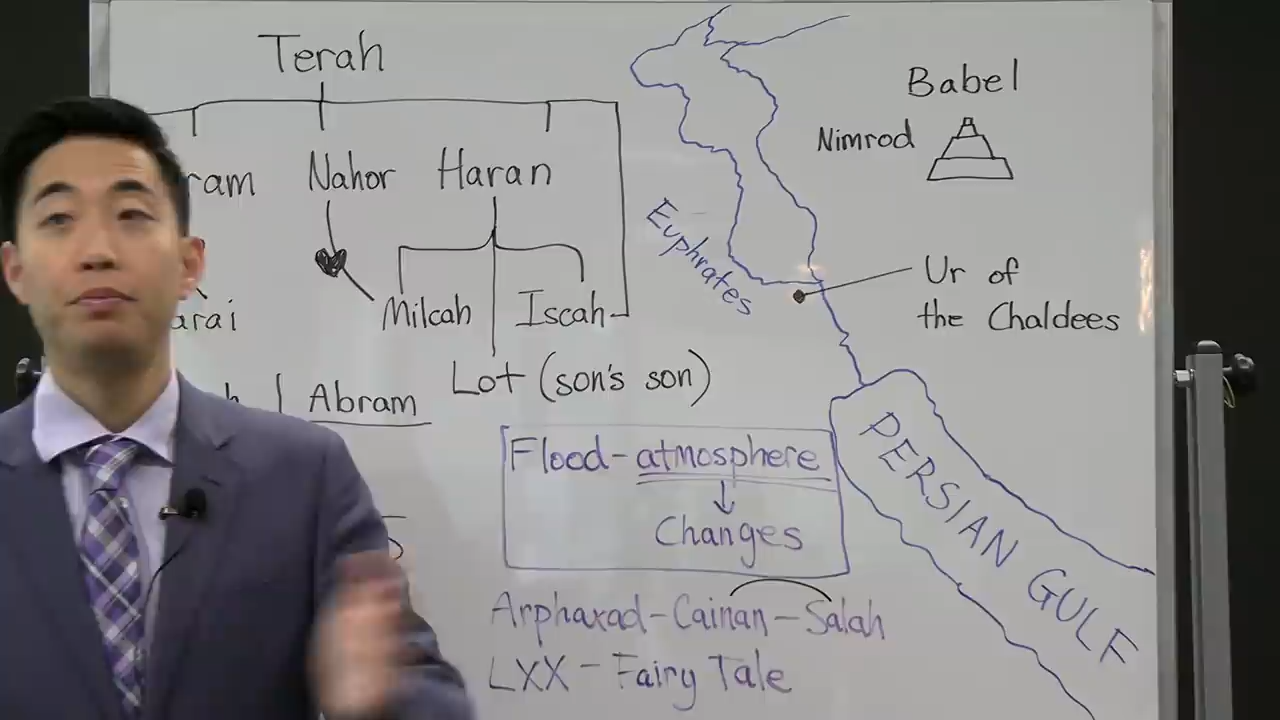 Terah
ram Nahor Haran
arai Milcah Iscah
Lot (son's son)
h | Abram
Flood-atmosphere
Changes
Arphaxad-Cainan-Salah
LXX - Fairy Tale
Babel
Nimrod
Euphrates
Ur of
the Chaldees
PERSIAN GULF